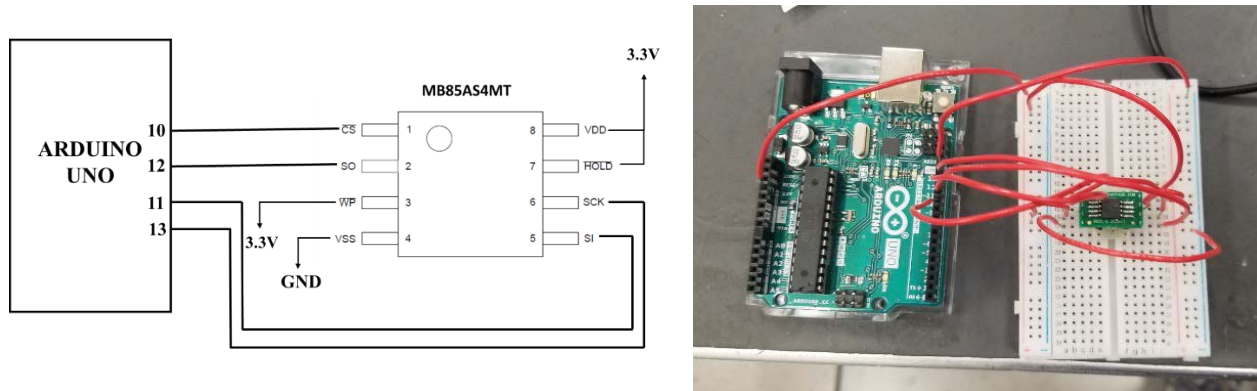 ARDUINO
UNO
10
12
11
13
MB85AS4MT
3.3V
CS
1
8
VDD
SO
2
7
HOLD
WP
3
6
SCK
VSS
4
5
SI
3.3V
GND
ARDUINO
UNO